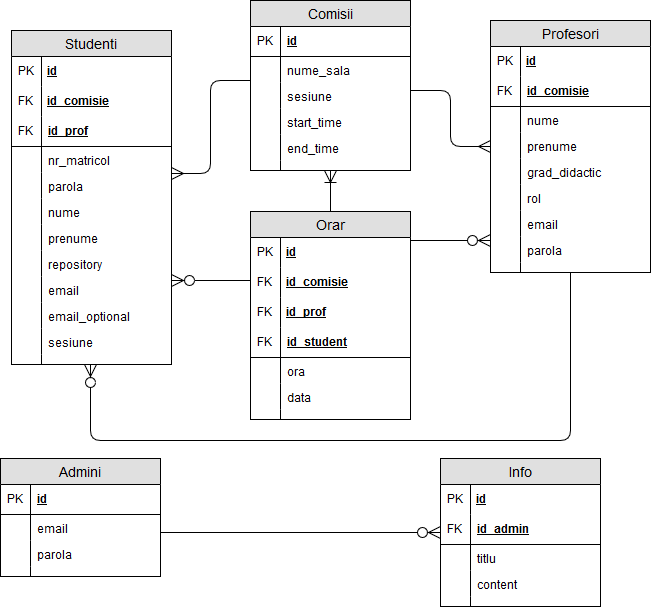 Studenti
PK id
FK id_comisie
FK id_prof
nr_matricol
parola
nume
prenume
repository
email
email_optional
sesiune
Comisii
PK id
nume_sala
sesiune
start_time
end_time
Profesori
PK id
FK id_comisie
nume
prenume
grad_didactic
rol
email
parola
Orar
PK id
FK id_comisie
FK id_prof
FK id_student
ora
data
Admini
PK id
email
parola
Info
PK id
FK id_admin
titlu
content